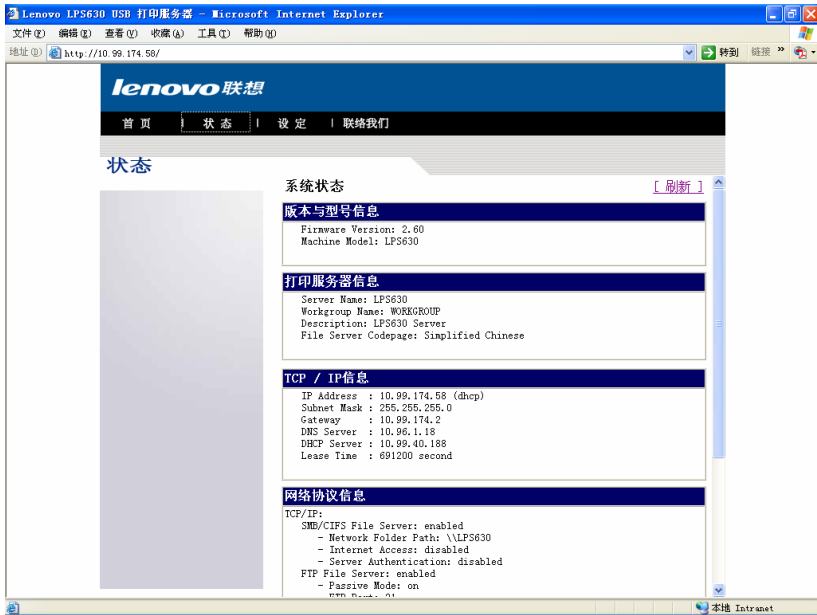 Lenovo LPS630 USB 打印服务器 - Microsoft Internet Explorer
文件(F) 编辑(E) 查看(V) 收藏(A) 工具(T) 帮助(H)
地址(D) http://10.99.174.58/ 转到 链接 »
lenovo联想
首 页 | 状 态 | 设 定 | 联络我们
状态
系统状态 [ 刷新 ]
版本与型号信息
Firmware Version: 2.60
Machine Model: LPS630
打印服务器信息
Server Name: LPS630
Workgroup Name: WORKGROUP
Description: LPS630 Server
File Server Codepage: Simplified Chinese
TCP / IP信息
IP Address : 10.99.174.58 (dhcp)
Subnet Mask : 255.255.255.0
Gateway : 10.99.174.2
DNS Server : 10.96.1.18
DHCP Server : 10.99.40.188
Lease Time : 691200 second
网络协议信息
TCP/IP:
SMB/CIFS File Server: enabled
- Network Folder Path: \\LPS630
- Internet Access: disabled
- Server Authentication: disabled
FTP File Server: enabled
- Passive Mode: on
- FTP Port: 21
本地 Intranet